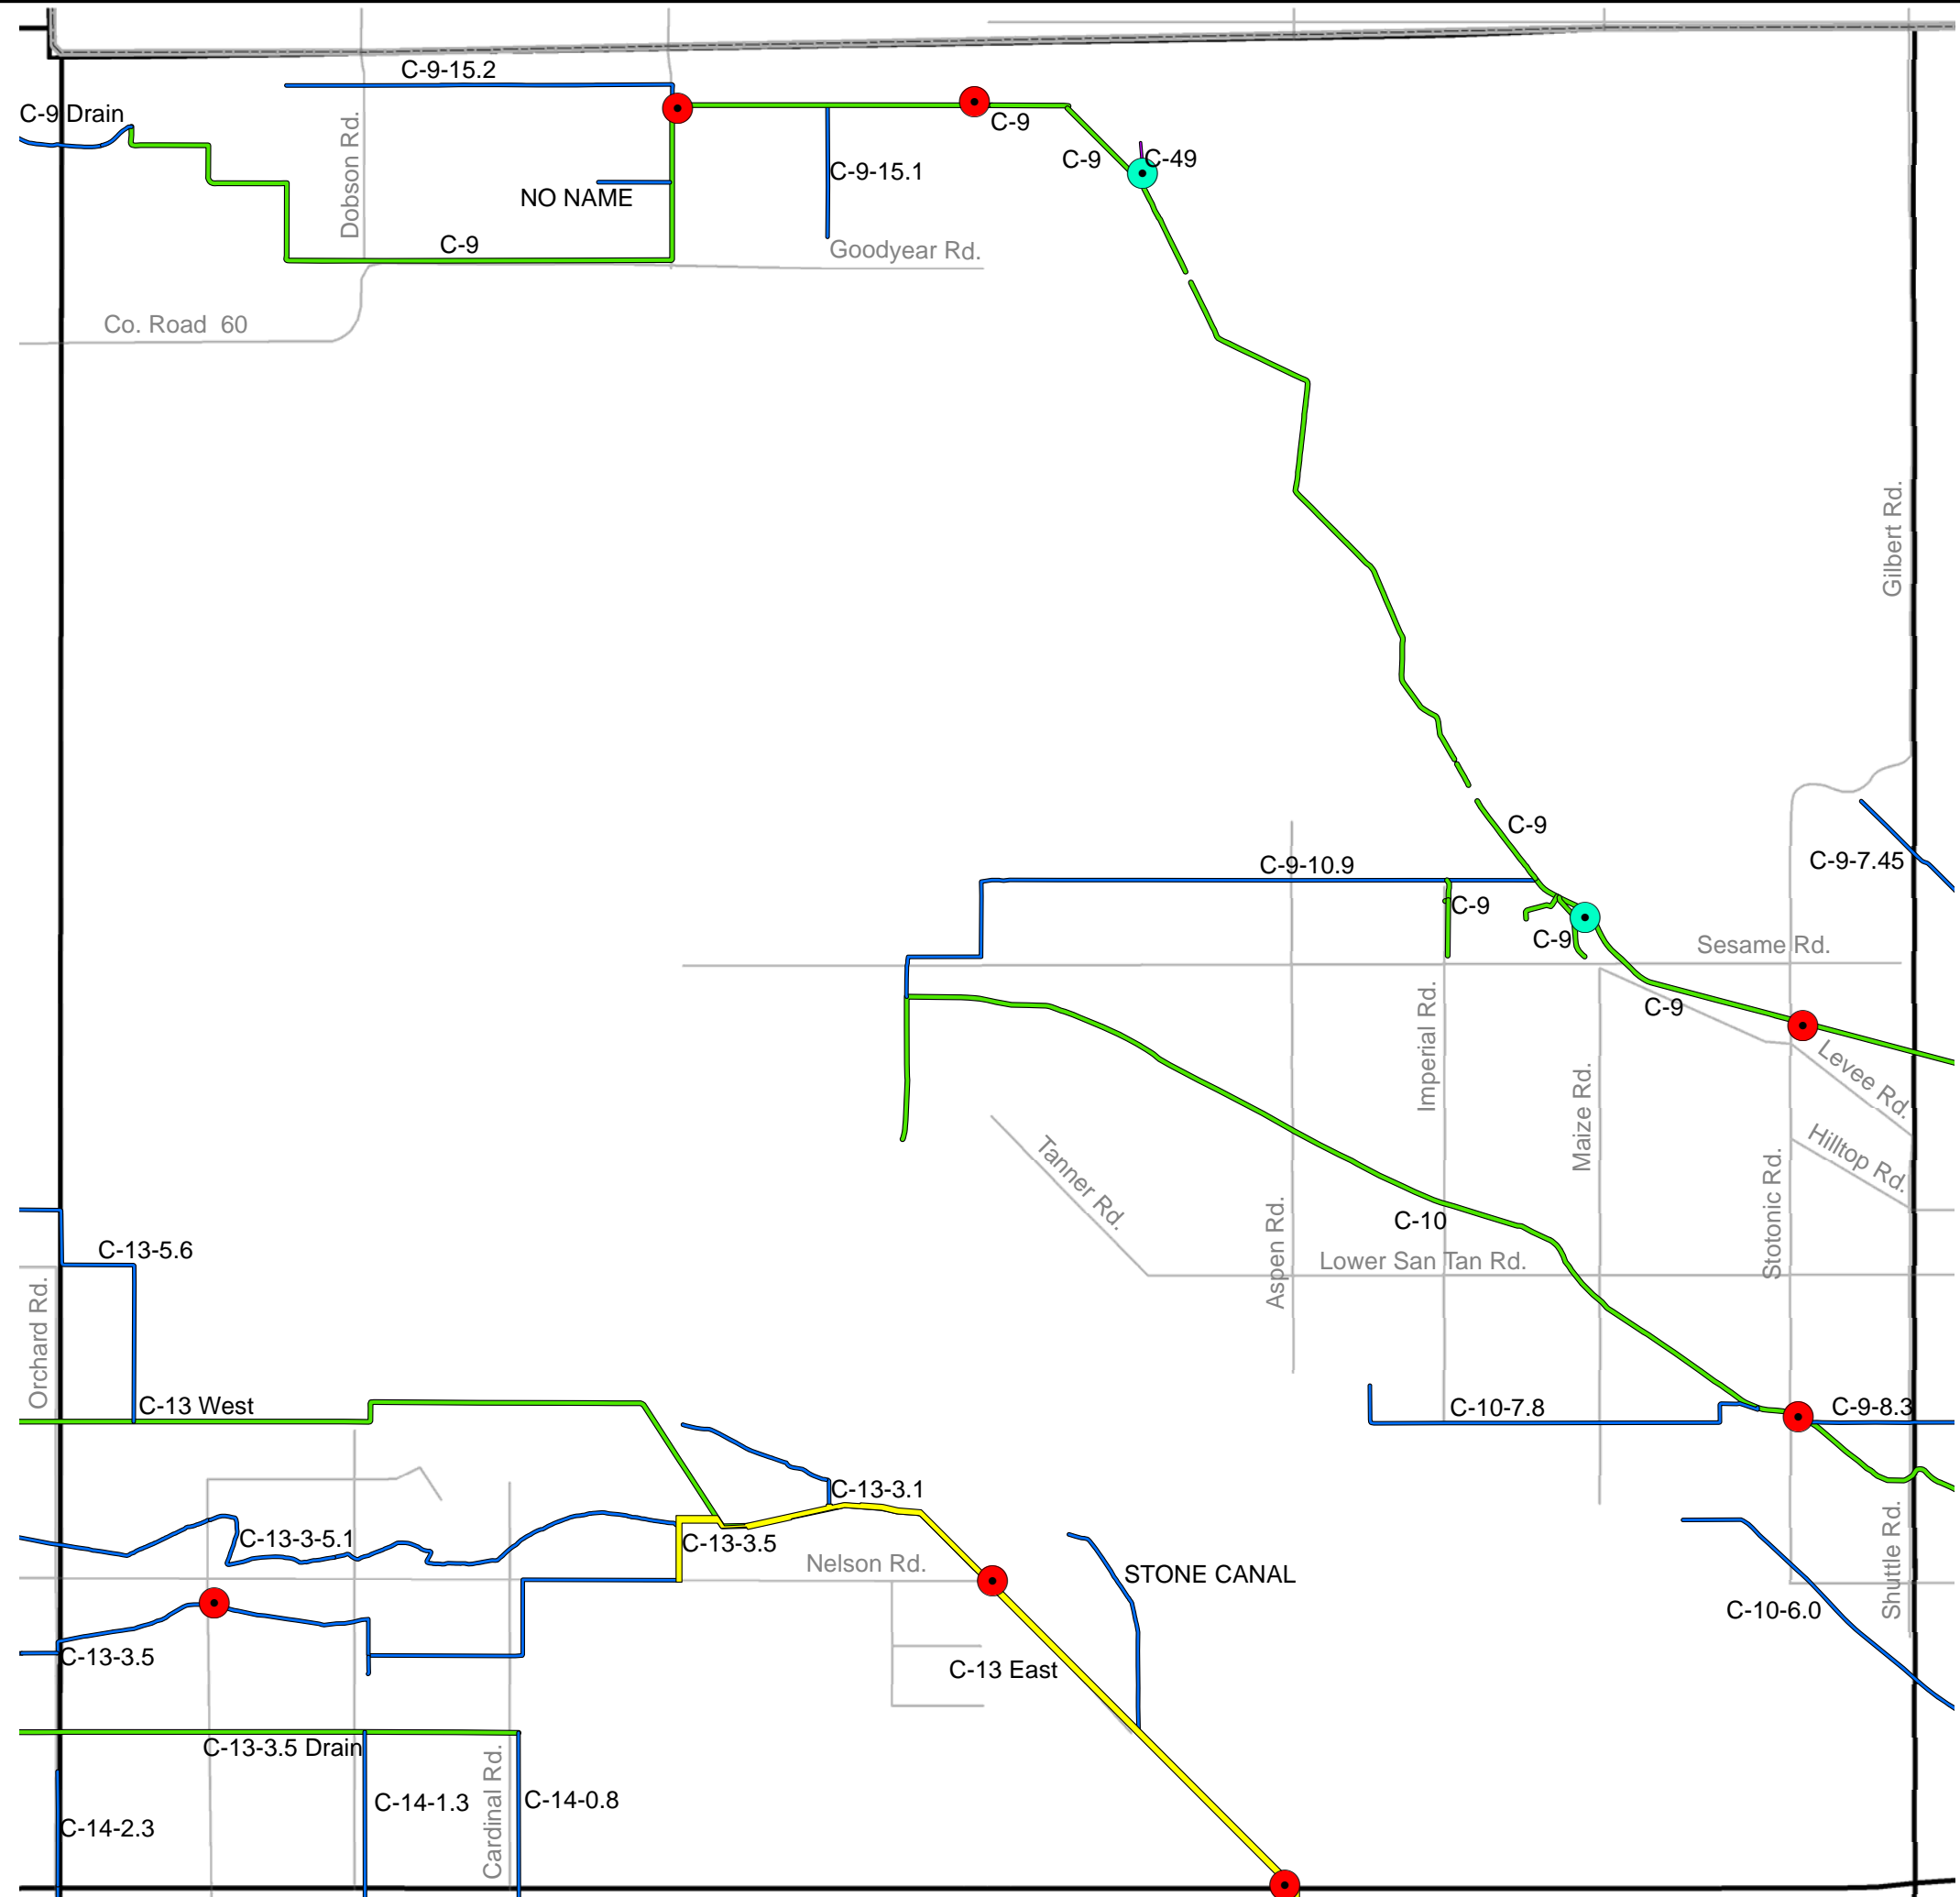 C-9-15.2
C-9 Drain
C-9
Dobson Rd.
C-9
C-49
C-9-15.1
NO NAME
C-9
Goodyear Rd.
Co. Road 60
Gilbert Rd.
C-9
C-9-10.9
C-9-7.45
C-9
C-9
Sesame Rd.
C-9
Imperial Rd.
Maize Rd.
Levee Rd.
Hilltop Rd.
Tanner Rd.
Stotonic Rd.
Aspen Rd.
C-10
Lower San Tan Rd.
C-13-5.6
Orchard Rd.
C-13 West
C-10-7.8
C-9-8.3
C-13-3.1
C-13-3-5.1
C-13-3.5
Nelson Rd.
STONE CANAL
Shuttle Rd.
C-10-6.0
C-13-3.5
C-13 East
C-13-3.5 Drain
Cardinal Rd.
C-14-1.3
C-14-0.8
C-14-2.3